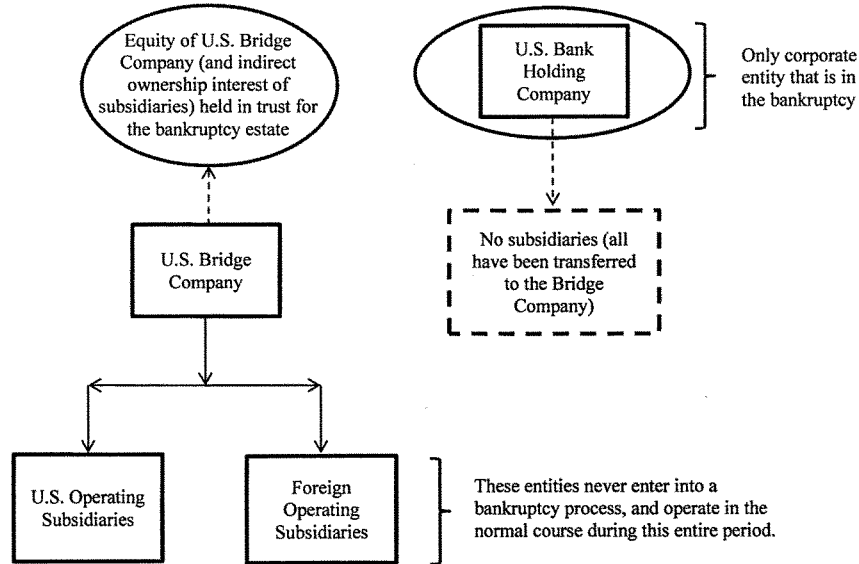 Equity of U.S. Bridge
Company (and indirect
ownership interest of
subsidiaries) held in trust for
the bankruptcy estate
U.S. Bank
Holding
Company
Only corporate
entity that is in
the bankruptcy
U.S. Bridge
Company
No subsidiaries (all
have been transferred
to the Bridge
Company)
U.S. Operating
Subsidiaries
Foreign
Operating
Subsidiaries
These entities never enter into a
bankruptcy process, and operate in the
normal course during this entire period.